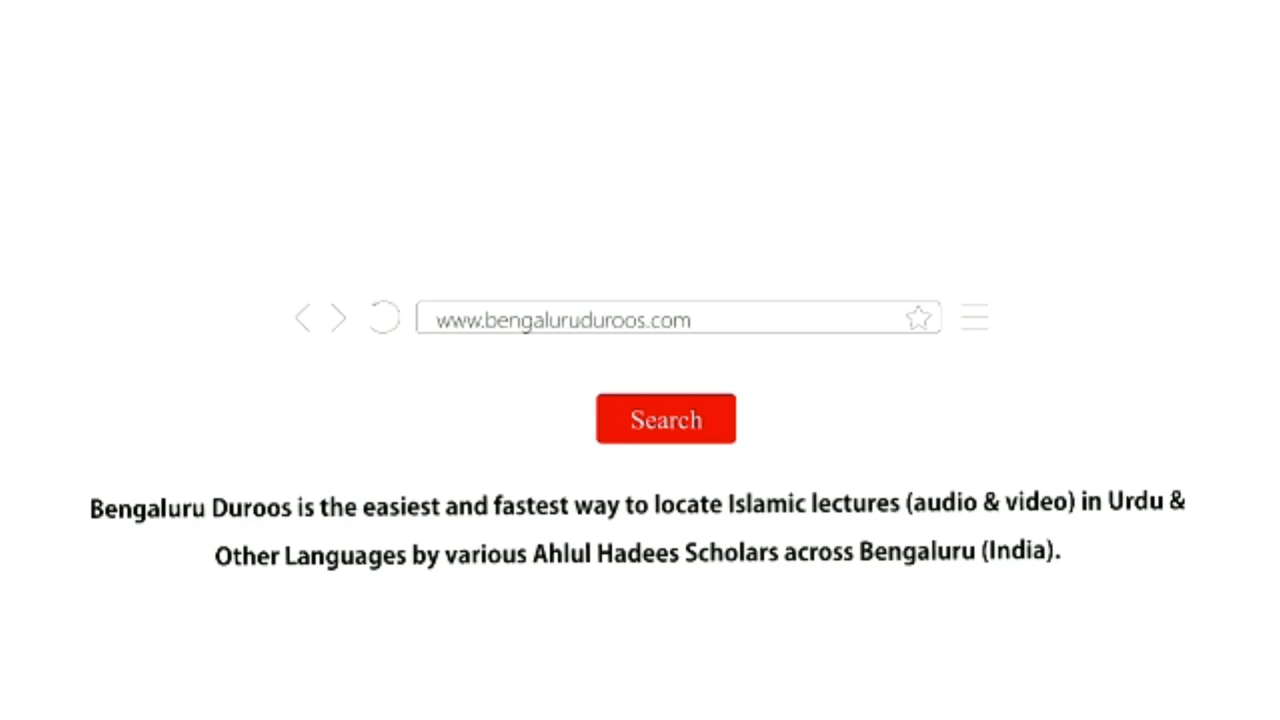 www.bengaluruduroos.com
Search
Bengaluru Duroos is the easiest and fastest way to locate Islamic lectures (audio & video) in Urdu &
Other Languages by various Ahlul Hadees Scholars across Bengaluru (India).